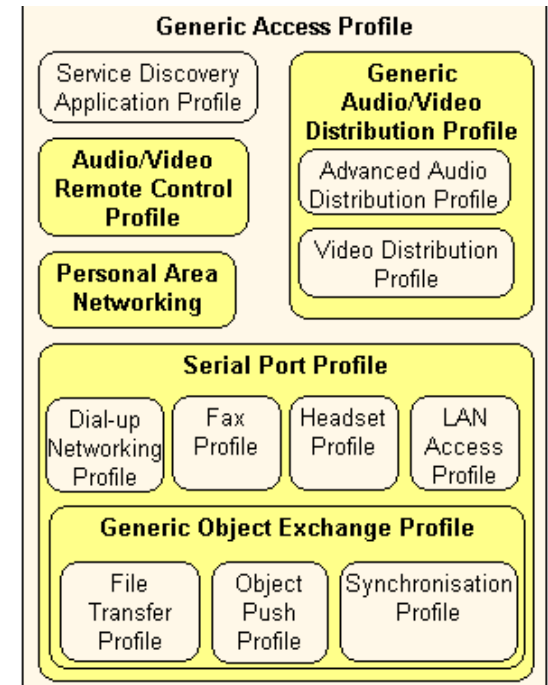 Generic Access Profile
Service Discovery
Application Profile
Generic
Audio/Video
Distribution Profile
Advanced Audio
Distribution Profile
Video Distribution
Profile
Audio/Video
Remote Control
Profile
Personal Area
Networking
Serial Port Profile
Dial-up
Networking
Profile
Fax
Profile
Headset
Profile
LAN
Access
Profile
Generic Object Exchange Profile
File
Transfer
Profile
Object
Push
Profile
Synchronisation
Profile